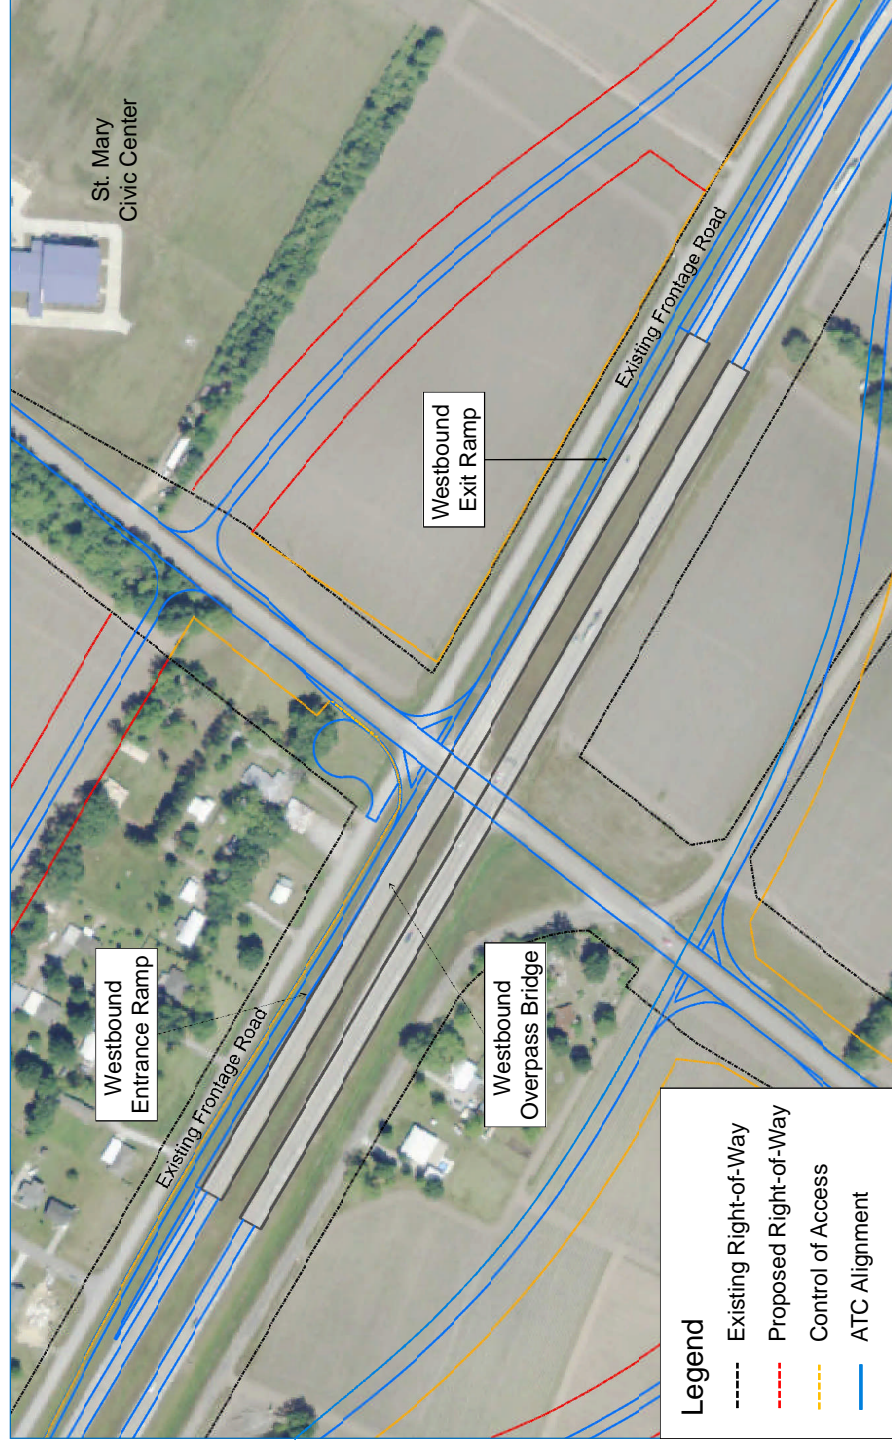 St. Mary
Civic Center
Existing Frontage Road
Westbound
Exit Ramp
Westbound
Entrance Ramp
Existing Frontage Road
Westbound
Overpass Bridge
Legend
Existing Right-of-Way
Proposed Right-of-Way
Control of Access
ATC Alignment